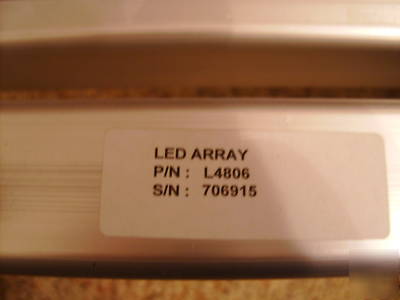 LED ARRAY
P/N : L4806
S/N : 706915